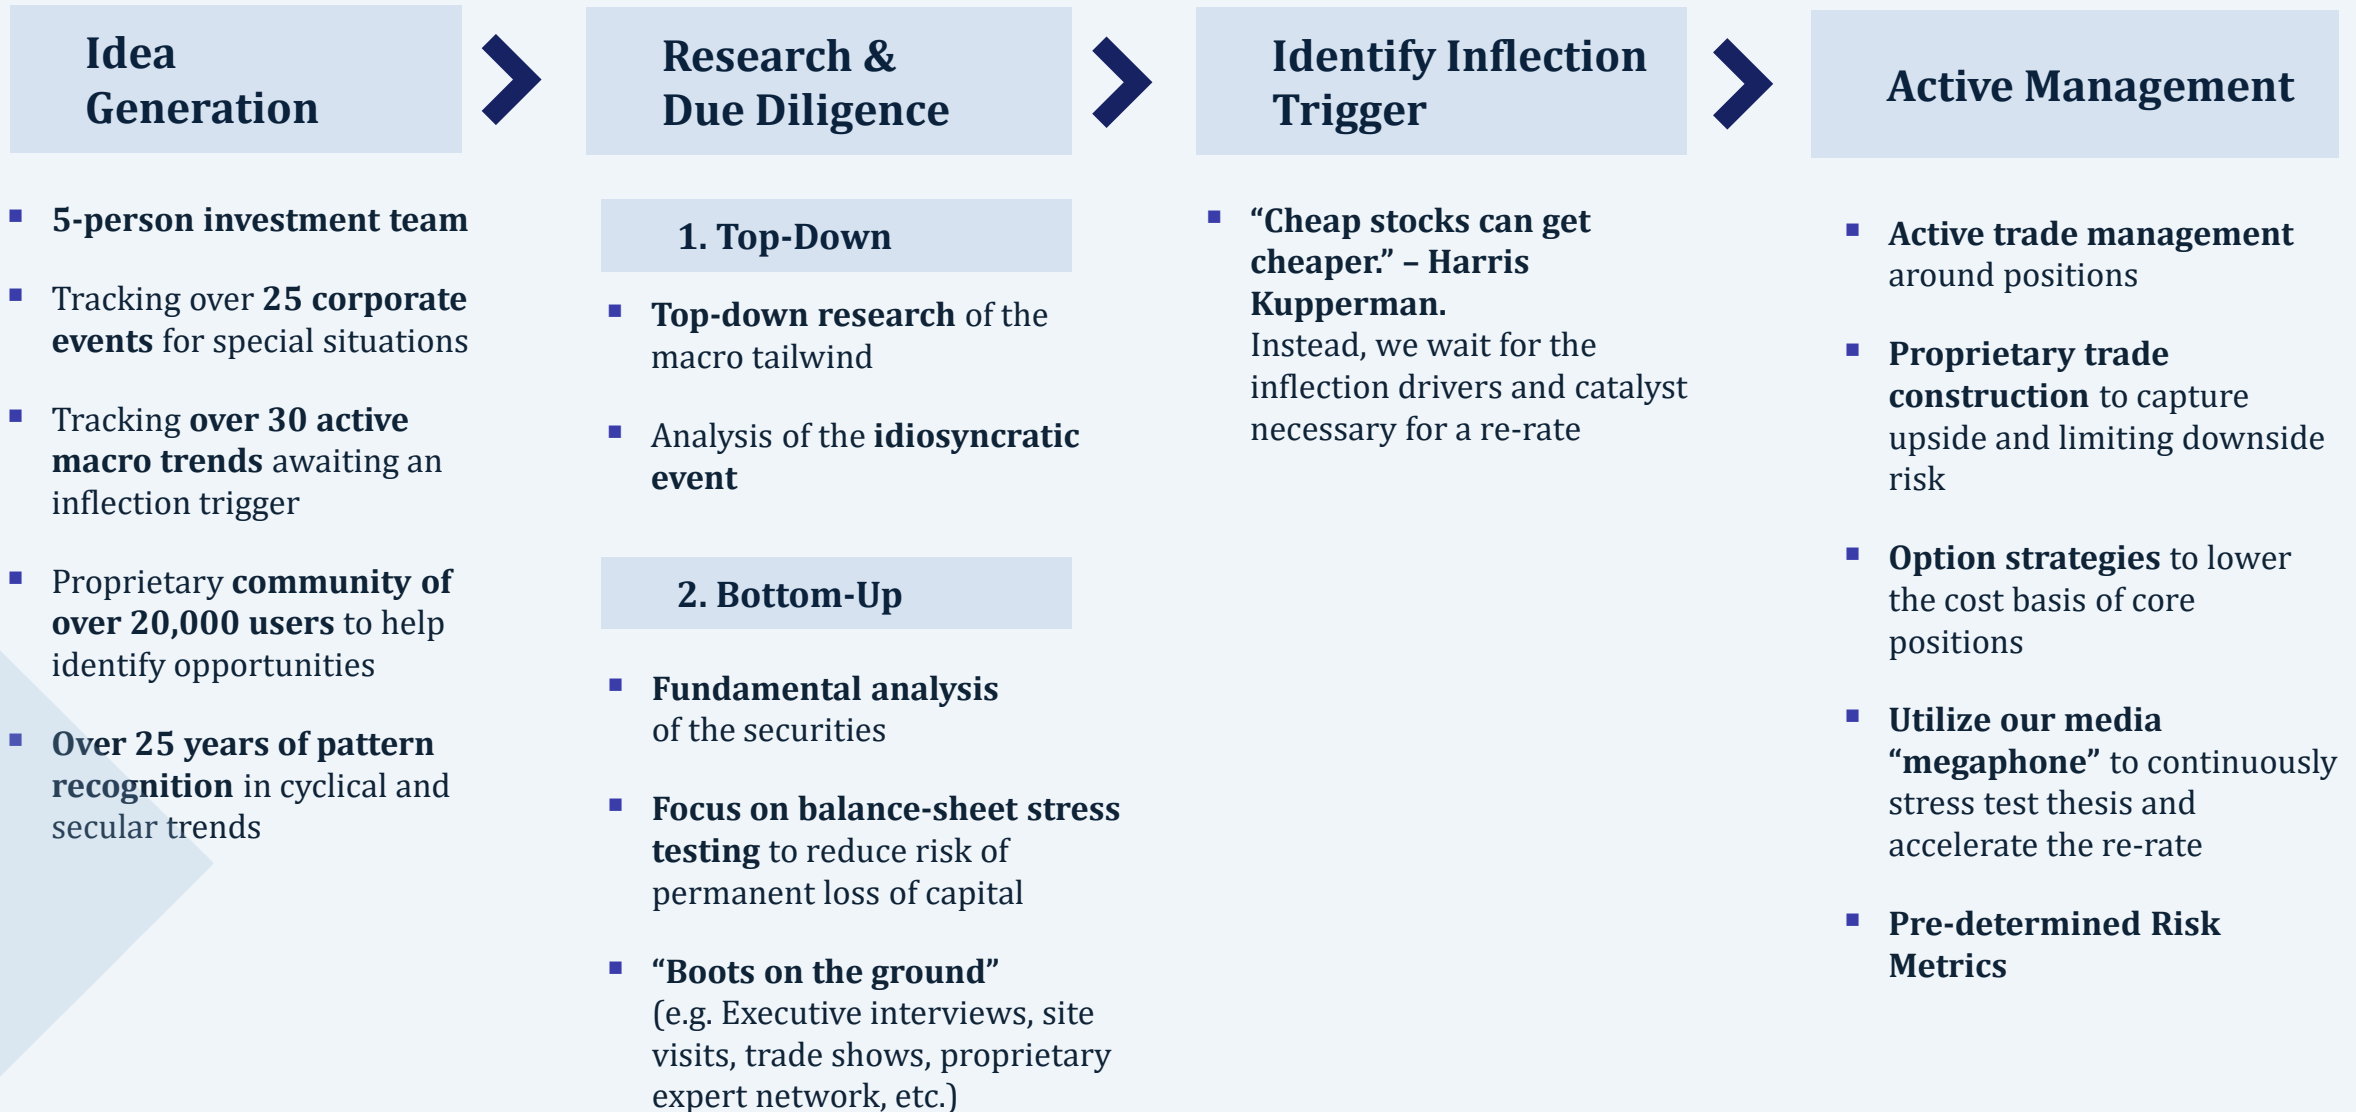 Idea
Generation
5-person investment team
Tracking over 25 corporate
events for special situations
Tracking over 30 active
macro trends awaiting an
inflection trigger
Proprietary community of
over 20,000 users to help
identify opportunities
Over 25 years of pattern
recognition in cyclical and
secular trends
Research &
Due Diligence
1. Top-Down
Top-down research of the
macro tailwind
Analysis of the idiosyncratic
event
2. Bottom-Up
Fundamental analysis
of the securities
Focus on balance-sheet stress
testing to reduce risk of
permanent loss of capital
“Boots on the ground”
(e.g. Executive interviews, site
visits, trade shows, proprietary
expert network, etc.)
Identify Inflection
Trigger
“Cheap stocks can get
cheaper.” – Harris
Kupperman.
Instead, we wait for the
inflection drivers and catalyst
necessary for a re-rate
Active Management
Active trade management
around positions
Proprietary trade
construction to capture
upside and limiting downside
risk
Option strategies to lower
the cost basis of core
positions
Utilize our media
“megaphone” to continuously
stress test thesis and
accelerate the re-rate
Pre-determined Risk
Metrics